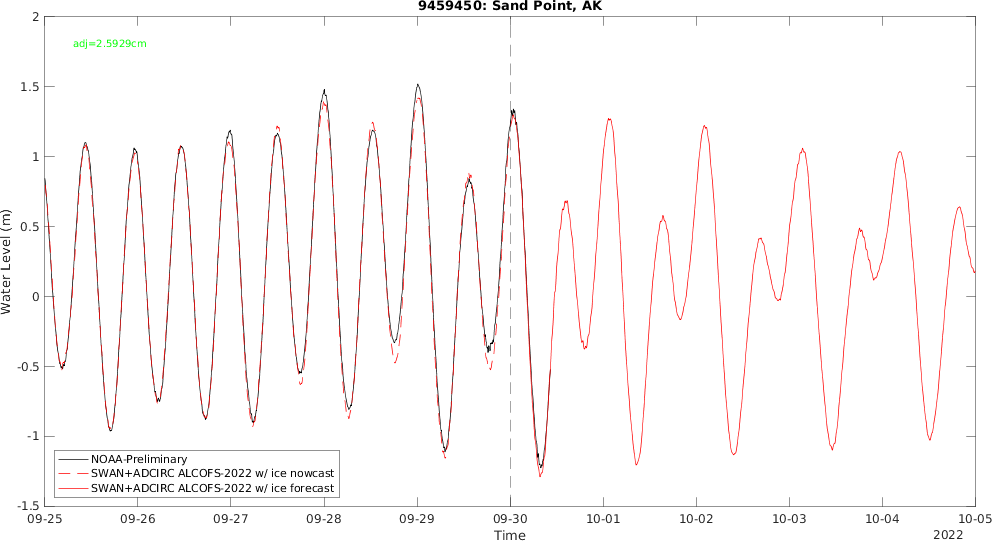 9459450: Sand Point, AK
adj=2.5929cm
2
1.5
1
0.5
0
-0.5
-1
-1.5
Water Level (m)
NOAA-Preliminary
SWAN+ADCIRC ALCOFS-2022 w/ ice nowcast
SWAN+ADCIRC ALCOFS-2022 w/ ice forecast
09-25 09-26 09-27 09-28 09-29 09-30 10-01 10-02 10-03 10-04 10-05
Time
2022